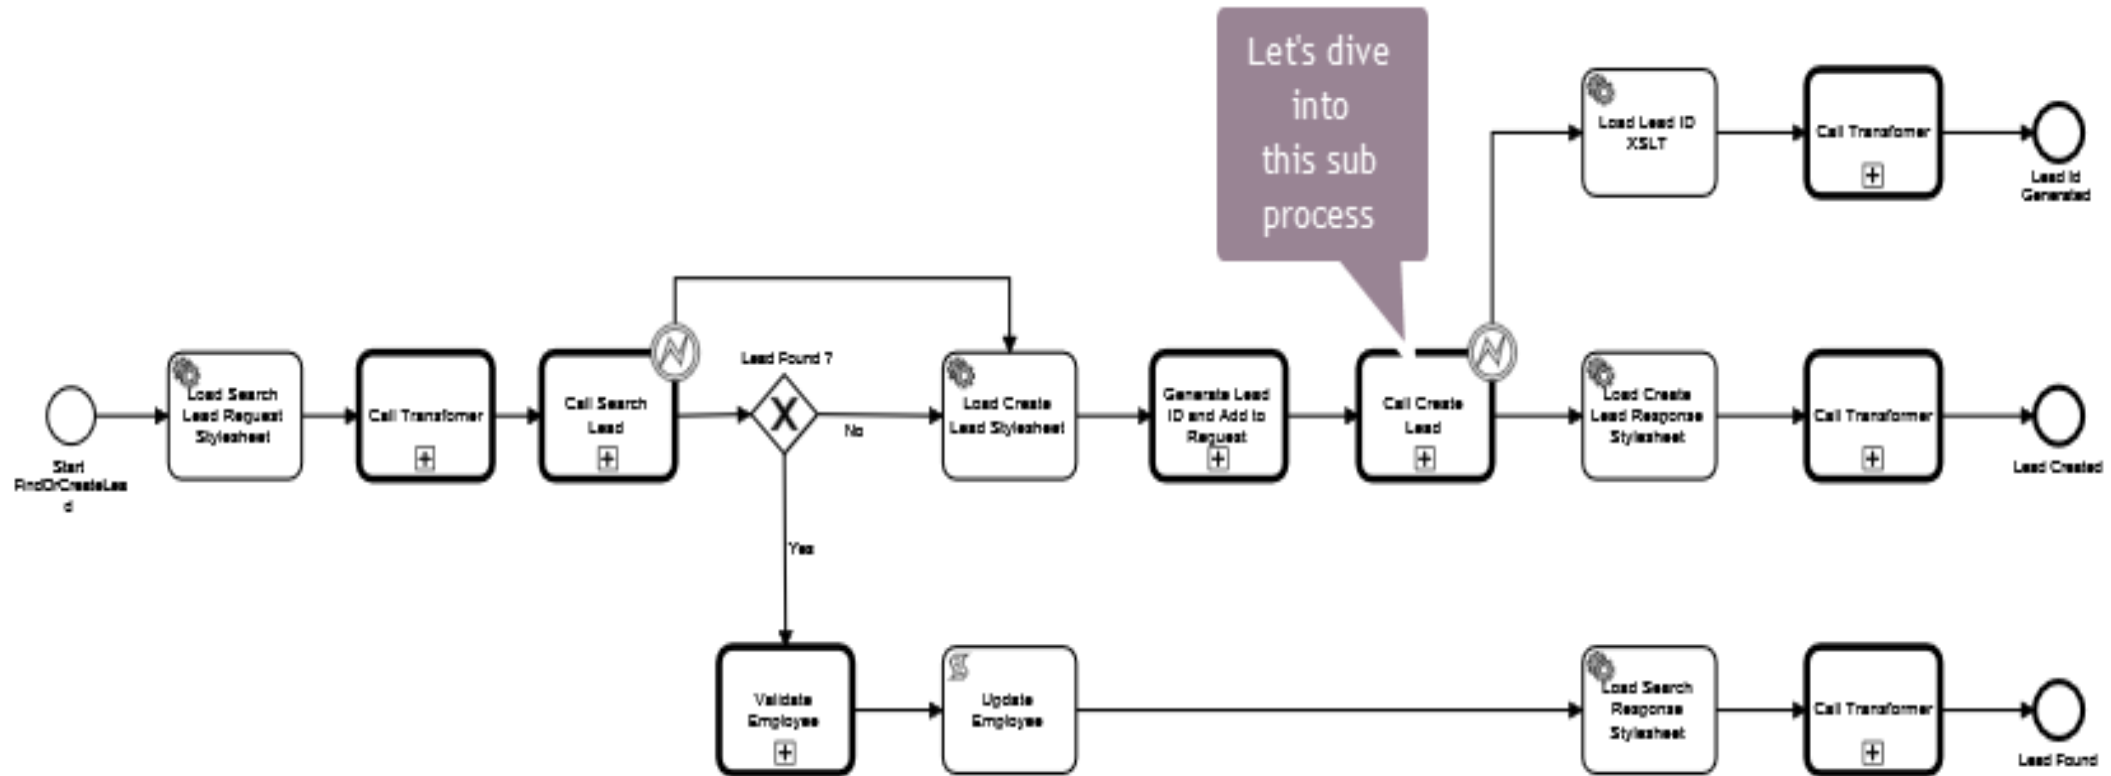 Let's dive
into
this sub
process
Load Lead ID
XSLT
Call Transfomer
Lead Id
Generated
Lead Found ?
Start
FindOrCreateLea
d
Load Search
Lead Request
Stylesheet
Call Transfomer
Call Search
Lead
No
Load Create
Lead Stylesheet
Generate Lead
ID and Add to
Request
Call Create
Lead
Load Create
Lead Response
Stylesheet
Call Transformer
Lead Created
Yes
Validate
Employee
Update
Employee
Load Search
Response
Stylesheet
Call Transformer
Lead Found